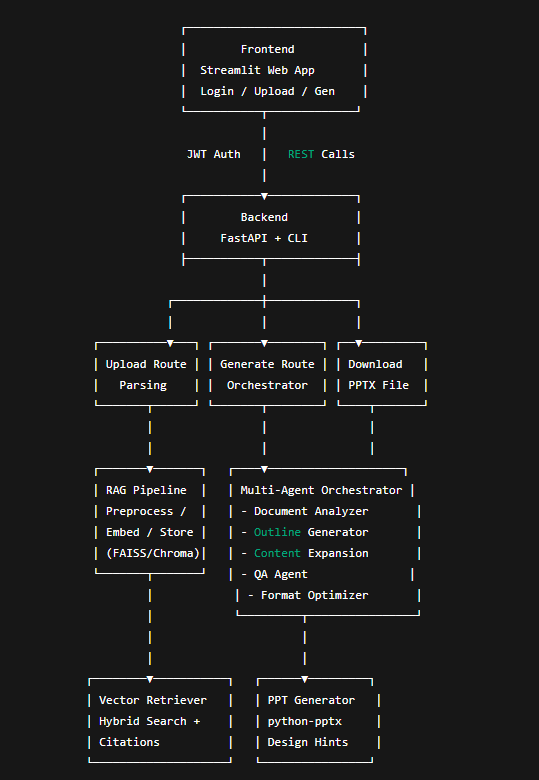 Frontend
Streamlit Web App
Login / Upload / Gen
JWT Auth REST Calls
Backend
FastAPI + CLI
Upload Route Generate Route Download
Parsing Orchestrator PPTX File
RAG Pipeline Multi-Agent Orchestrator
Preprocess / - Document Analyzer
Embed / Store - Outline Generator
(FAISS/Chroma) - Content Expansion
- QA Agent
- Format Optimizer
Vector Retriever PPT Generator
Hybrid Search + python-pptx
Citations Design Hints